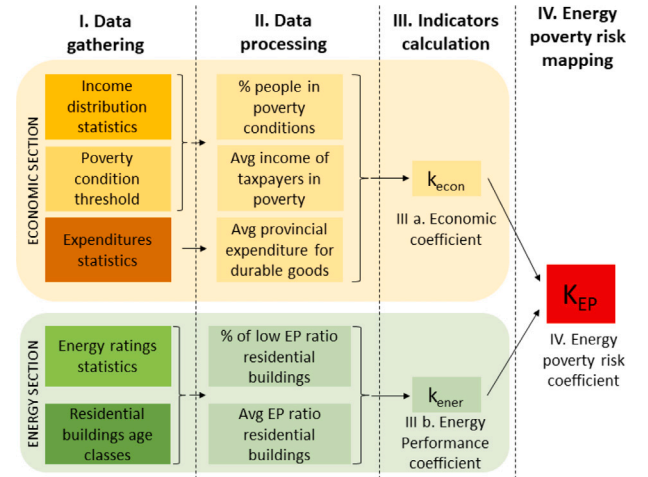 I. Data
gathering
II. Data
processing
III. Indicators
calculation
IV. Energy
poverty risk
mapping
ECONOMIC SECTION
Income
distribution
statistics
Poverty
condition
threshold
Expenditures
statistics
% people in
poverty
conditions
Avg income of
taxpayers in
poverty
Avg provincial
expenditure for
durable goods
kecon
III a. Economic
coefficient
KEP
IV. Energy
poverty risk
coefficient
ENERGY SECTION
Energy ratings
statistics
Residential
buildings age
classes
% of low EP ratio
residential
buildings
Avg EP ratio
residential
buildings
kener
III b. Energy
Performance
coefficient